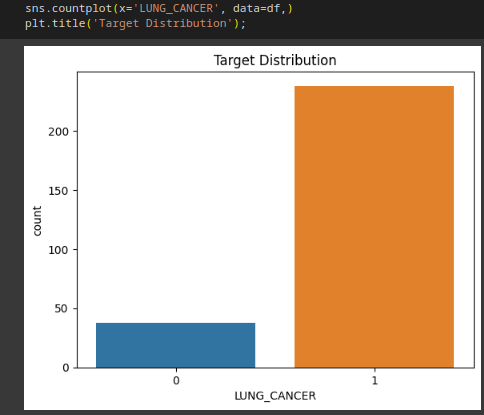 sns.countplot(x='LUNG_CANCER', data=df,)
plt.title('Target Distribution');
Target Distribution
200
150
100
50
0
count
0 1
LUNG_CANCER